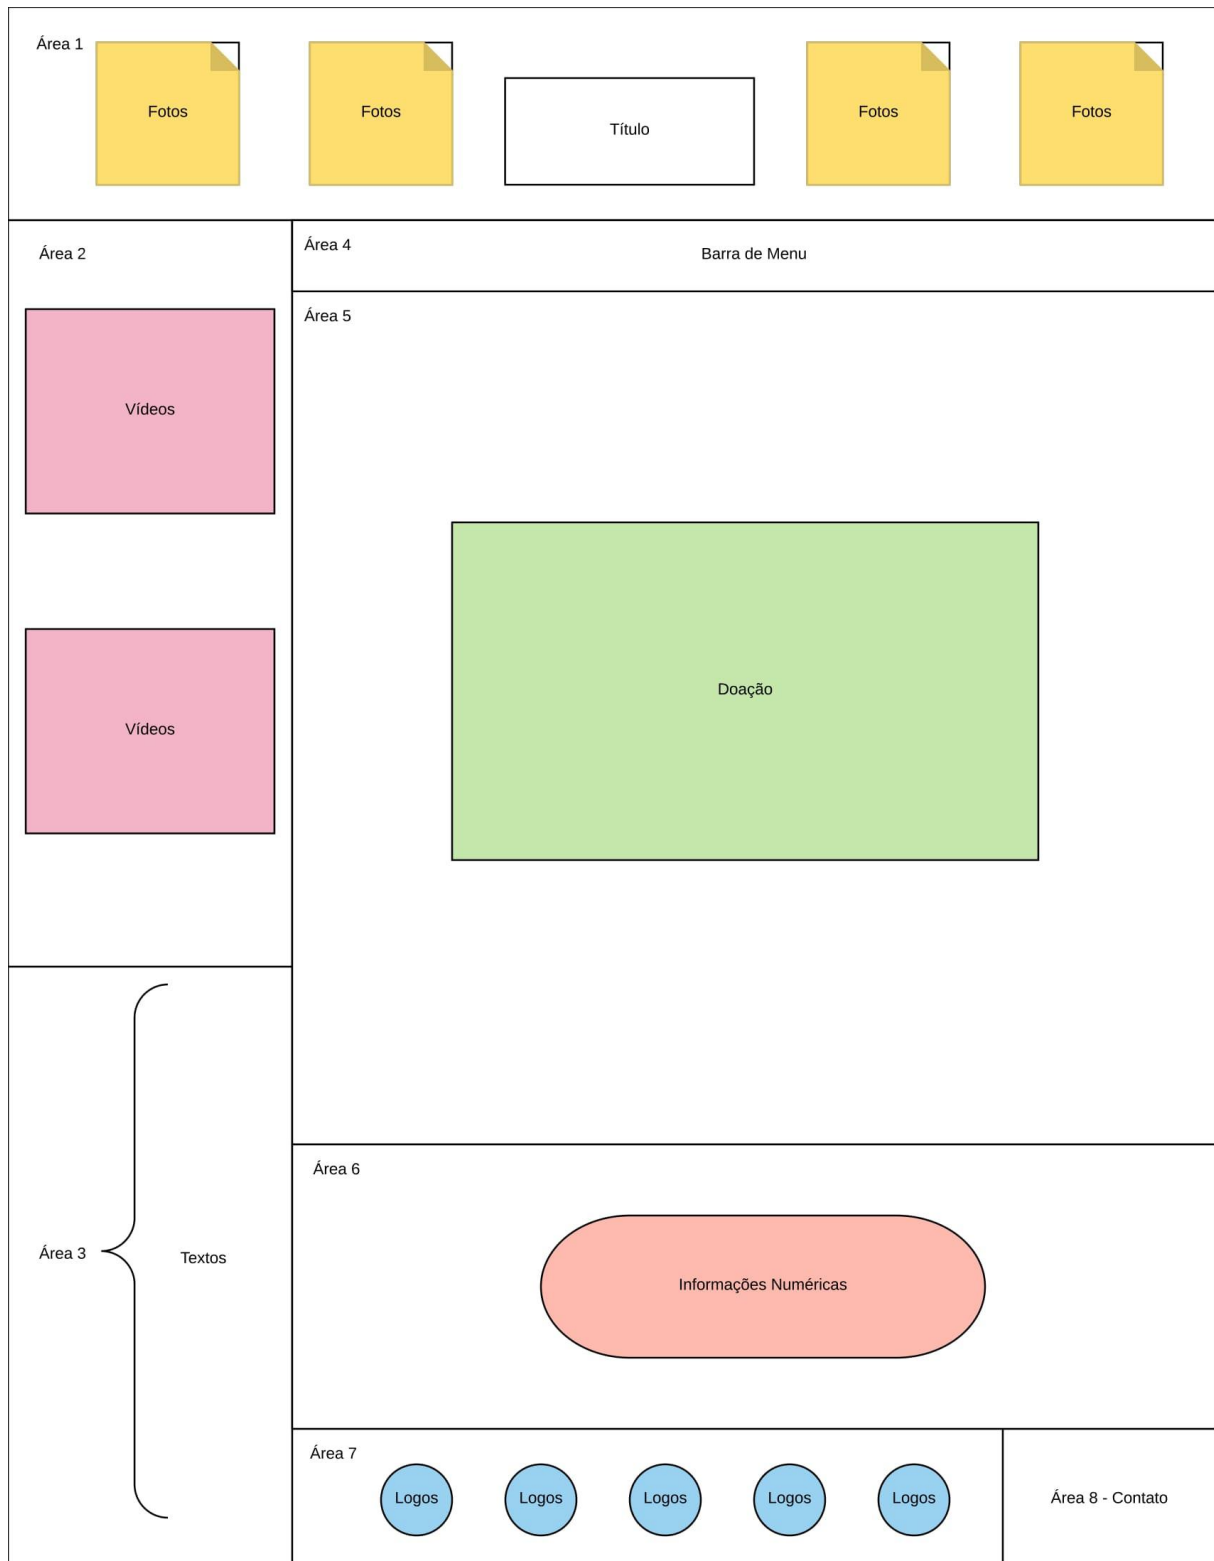 Área 1
Fotos
Fotos
Título
Fotos
Fotos
Área 2
Vídeos
Vídeos
Área 3
Textos
Área 4
Barra de Menu
Área 5
Doação
Área 6
Informações Numéricas
Área 7
Logos
Logos
Logos
Logos
Logos
Área 8 - Contato